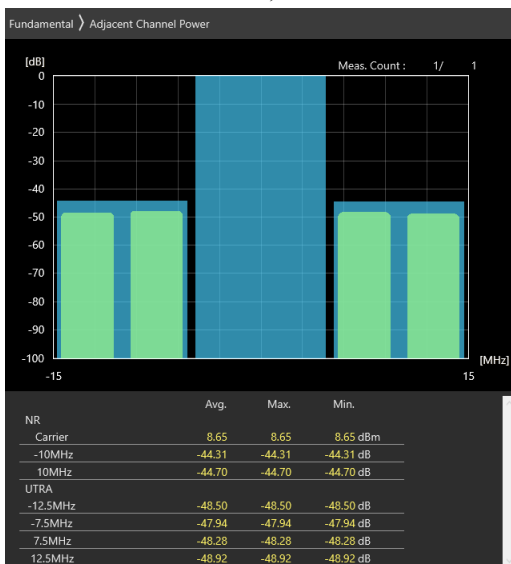 Fundamental 〉 Adjacent Channel Power
[dB]
Meas. Count : 1/ 1
0
-10
-20
-30
-40
-50
-60
-70
-80
-90
-100
[MHz]
-15 15
Avg. Max. Min.
NR
Carrier 8.65 8.65 8.65 dBm
-10MHz -44.31 -44.31 -44.31 dB
10MHz -44.70 -44.70 -44.70 dB
UTRA
-12.5MHz -48.50 -48.50 -48.50 dB
-7.5MHz -47.94 -47.94 -47.94 dB
7.5MHz -48.28 -48.28 -48.28 dB
12.5MHz -48.92 -48.92 -48.92 dB